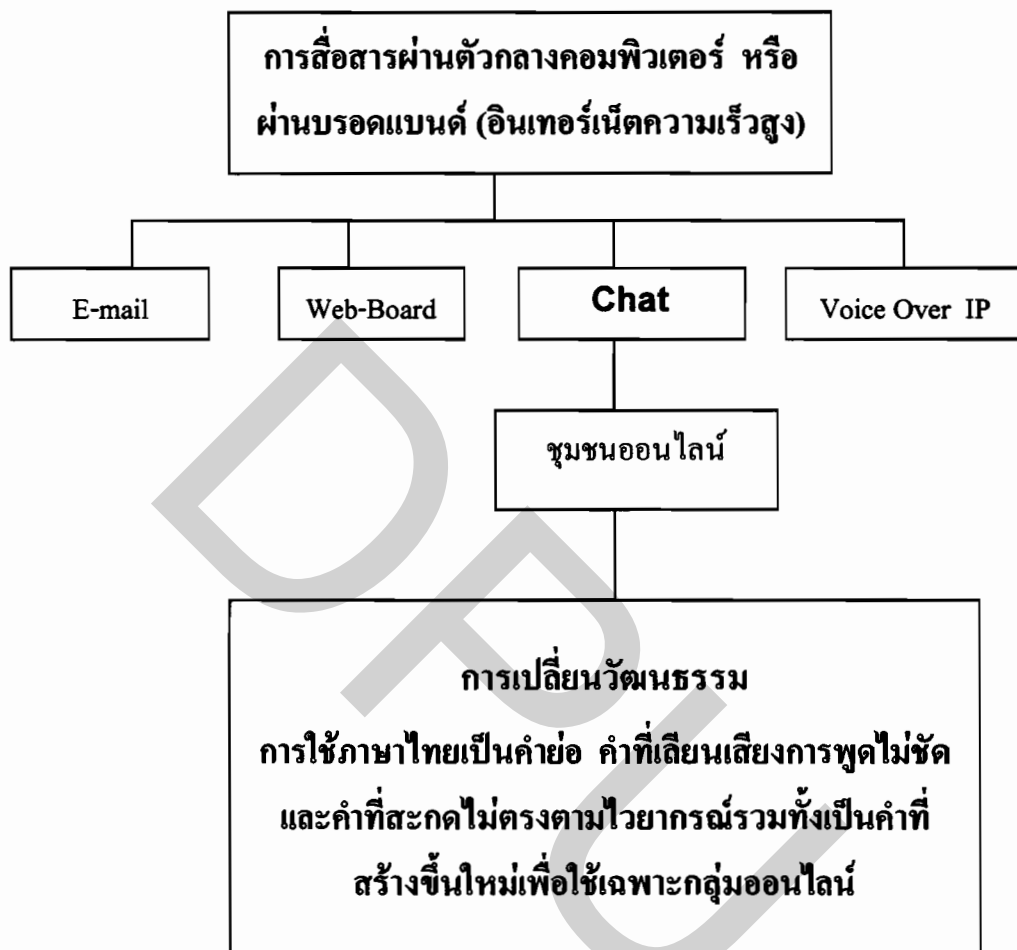 การสื่อสารผ่านตัวกลางคอมพิวเตอร์ หรือ
ผ่านบรอดแบนด์ (อินเทอร์เน็ตความเร็วสูง)
E-mail
Web-Board
Chat
Voice Over IP
ชุมชนออนไลน์
การเปลี่ยนวัฒนธรรม
การใช้ภาษาไทยเป็นคำย่อ คำที่เลียนเสียงการพูดไม่ชัด
และคำที่สะกดไม่ตรงตามไวยากรณ์รวมทั้งเป็นคำที่
สร้างขึ้นใหม่เพื่อใช้เฉพาะกลุ่มออนไลน์
DPU